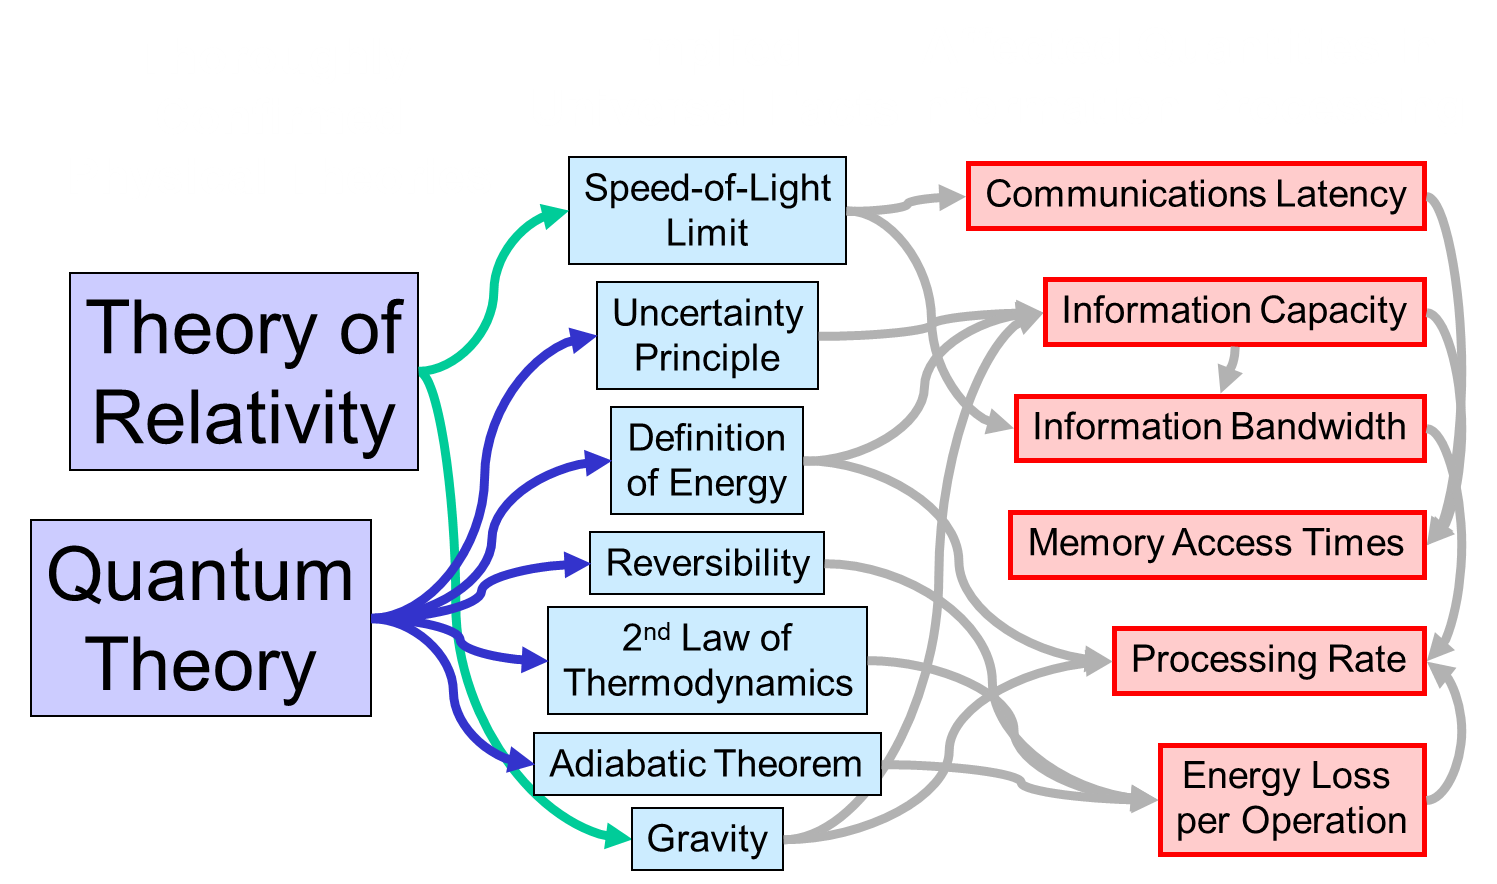 Theory of
Relativity
Quantum
Theory
Speed-of-Light
Limit
Uncertainty
Principle
Definition
of Energy
Reversibility
2nd Law of
Thermodynamics
Adiabatic Theorem
Gravity
Communications Latency
Information Capacity
Information Bandwidth
Memory Access Times
Processing Rate
Energy Loss
per Operation